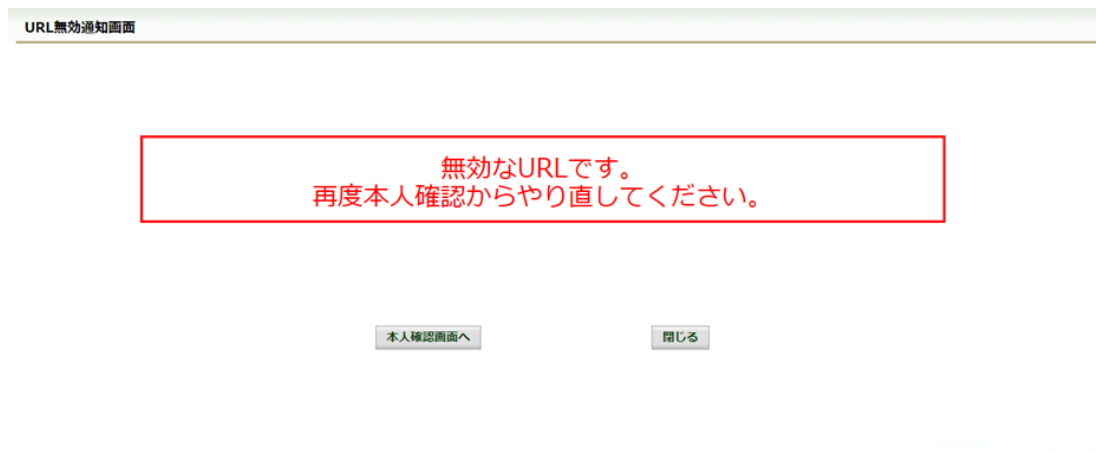 URL無効通知画面
無効なURLです。
再度本人確認からやり直してください。
本人確認画面へ
閉じる